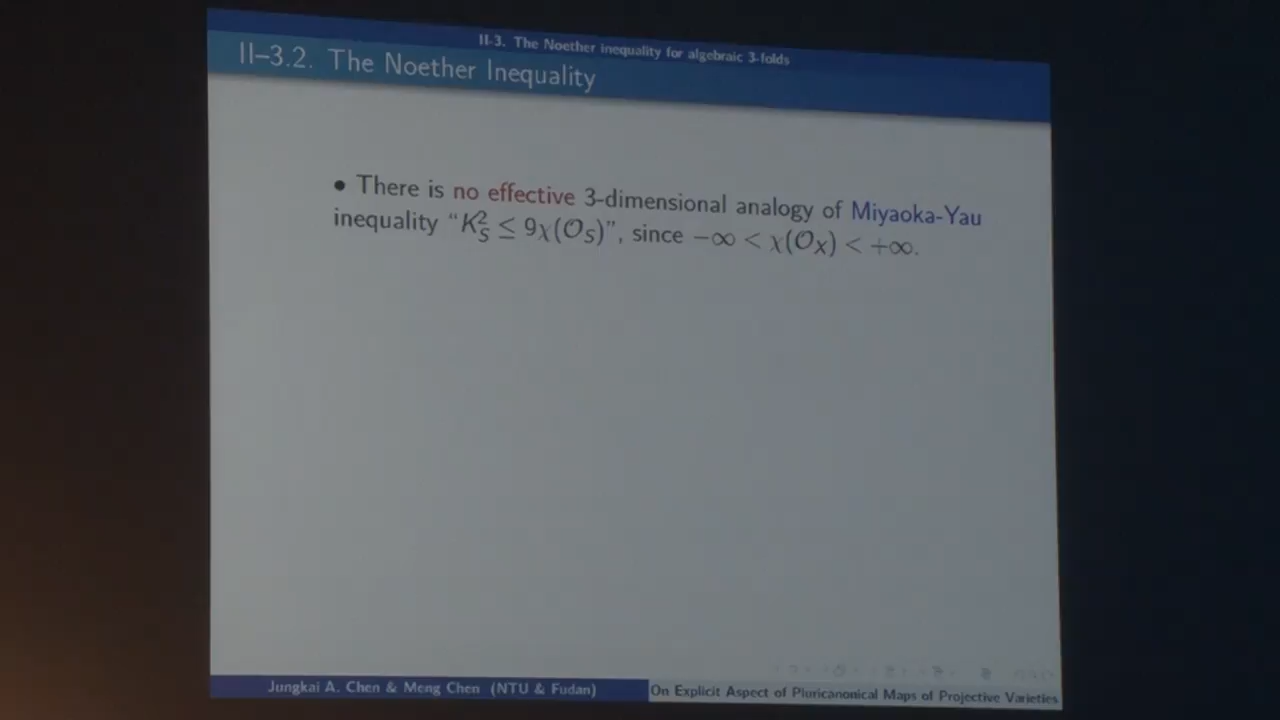 II-3. The Noether inequality for algebraic 3-folds
II–3.2. The Noether Inequality
• There is no effective 3-dimensional analogy of Miyaoka-Yau
inequality “K_S^2 ≤ 9χ(𝒪_S)”, since −∞ < χ(𝒪_X) < +∞.
Jungkai A. Chen & Meng Chen (NTU & Fudan)
On Explicit Aspect of Pluricanonical Maps of Projective Varieties